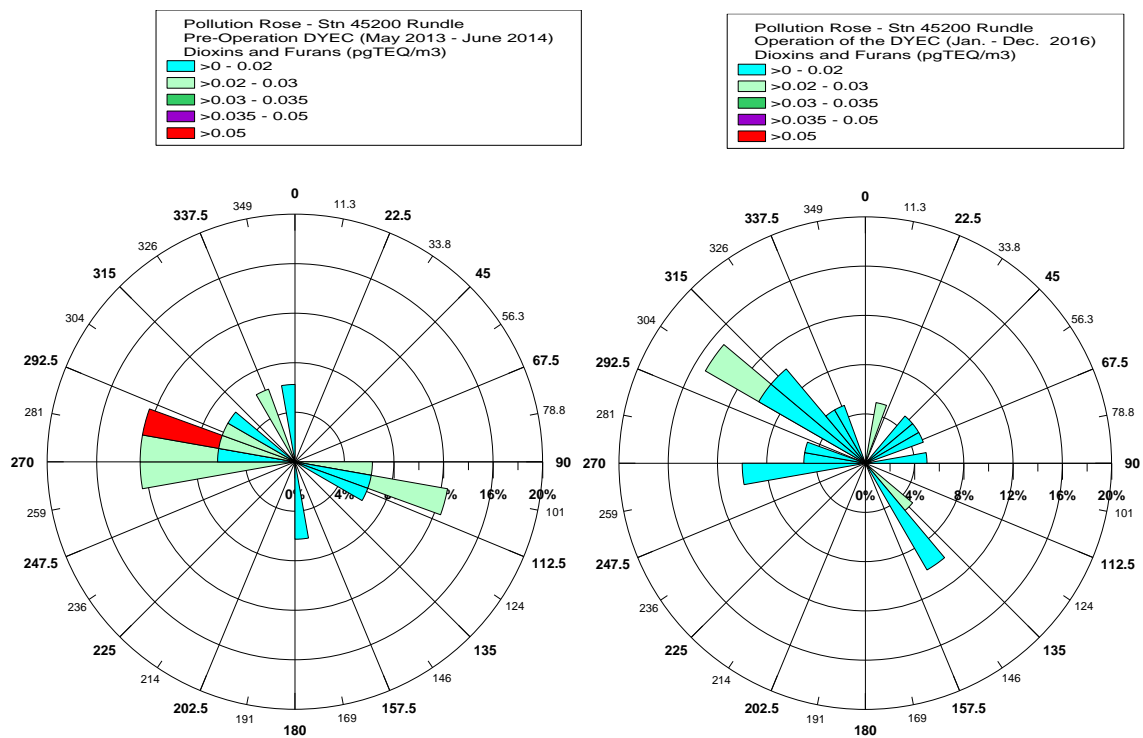 Pollution Rose - Stn 45200 Rundle
Pre-Operation DYEC (May 2013 - June 2014)
Dioxins and Furans (pgTEQ/m3)
>0 - 0.02
>0.02 - 0.03
>0.03 - 0.035
>0.035 - 0.05
>0.05
0
349 11.3
337.5 22.5
326 33.8
315 45
304 56.3
292.5 67.5
281 78.8
270 90
0% 4% 16% 20%
259 101
247.5 112.5
236 124
225 135
214 146
202.5 157.5
191 169
180
Pollution Rose - Stn 45200 Rundle
Operation of the DYEC (Jan. - Dec. 2016)
Dioxins and Furans (pgTEQ/m3)
>0 - 0.02
>0.02 - 0.03
>0.03 - 0.035
>0.035 - 0.05
>0.05
0
349 11.3
337.5 22.5
326 33.8
315 45
304 56.3
292.5 67.5
281 78.8
270 90
0% 4% 8% 12% 16% 20%
259 101
247.5 112.5
236 124
225 135
214 146
202.5 157.5
191 169
180